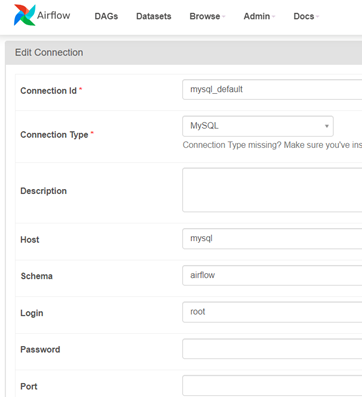 Airflow DAGs Datasets Browse Admin Docs
Edit Connection
Connection Id * mysql_default
Connection Type * MySQL
Connection Type missing? Make sure you've ins
Description
Host mysql
Schema airflow
Login root
Password
Port